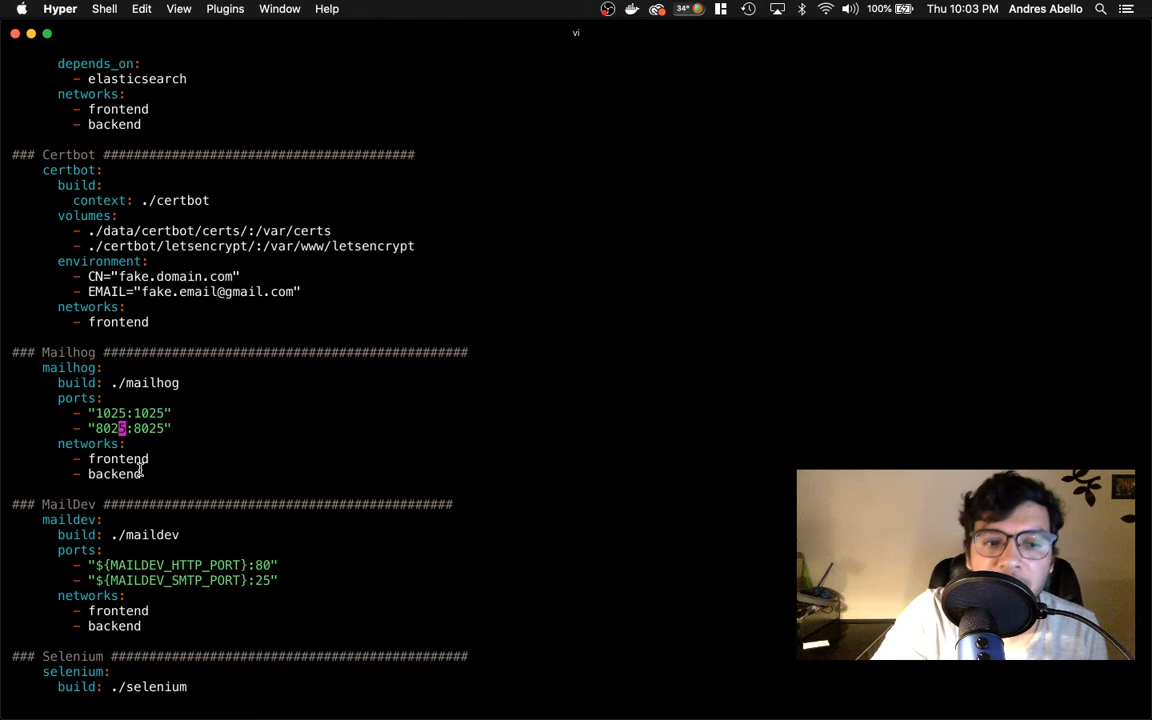 Hyper Shell Edit View Plugins Window Help 34° 100% Thu 10:03 PM Andres Abello
vi
depends_on:
- elasticsearch
networks:
- frontend
- backend
### Certbot #########################################
certbot:
build:
context: ./certbot
volumes:
- ./data/certbot/certs/:/var/certs
- ./certbot/letsencrypt/:/var/www/letsencrypt
environment:
- CN="fake.domain.com"
- EMAIL="fake.email@gmail.com"
networks:
- frontend
### Mailhog ################################################
mailhog:
build: ./mailhog
ports:
- "1025:1025"
- "8025:8025"
networks:
- frontend
- backend
### MailDev ##############################################
maildev:
build: ./maildev
ports:
- "${MAILDEV_HTTP_PORT}:80"
- "${MAILDEV_SMTP_PORT}:25"
networks:
- frontend
- backend
### Selenium ###############################################
selenium:
build: ./selenium